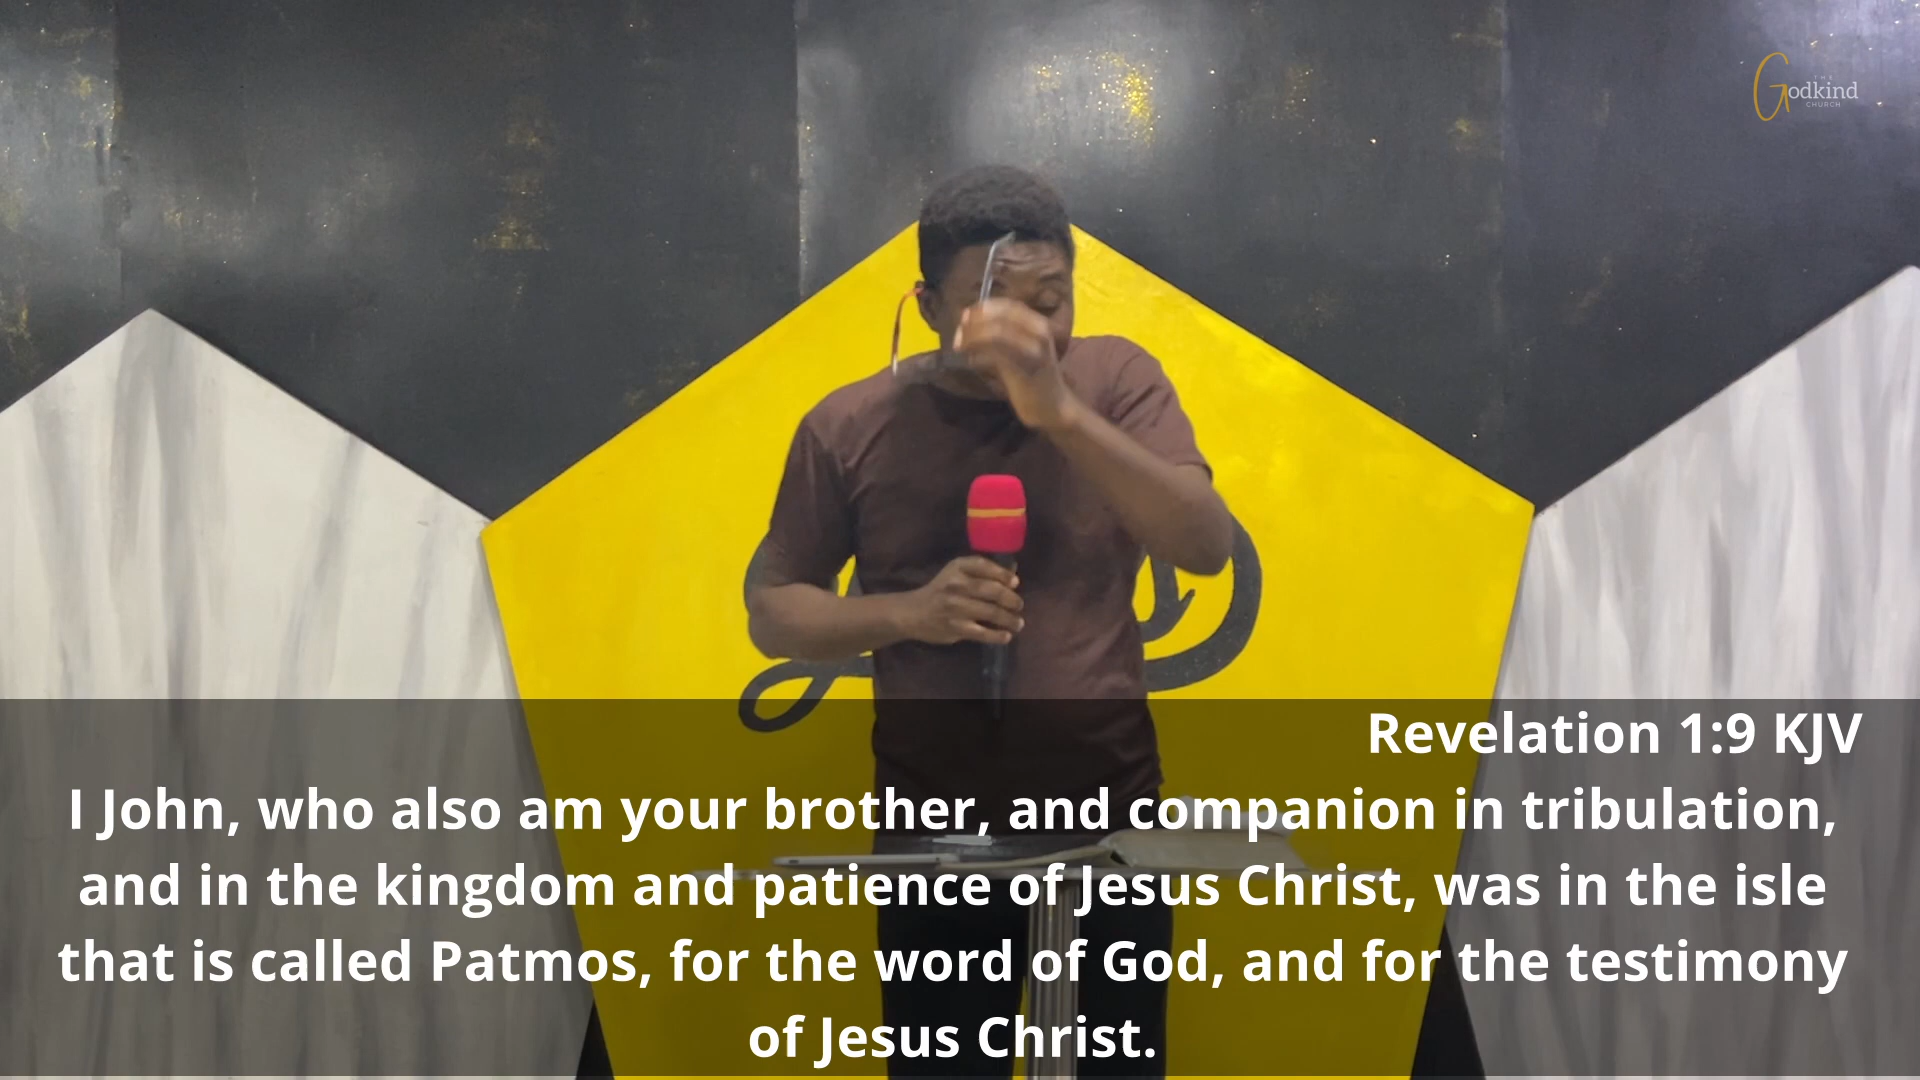 THE
Godkind
CHURCH
Revelation 1:9 KJV
I John, who also am your brother, and companion in tribulation,
and in the kingdom and patience of Jesus Christ, was in the isle
that is called Patmos, for the word of God, and for the testimony
of Jesus Christ.